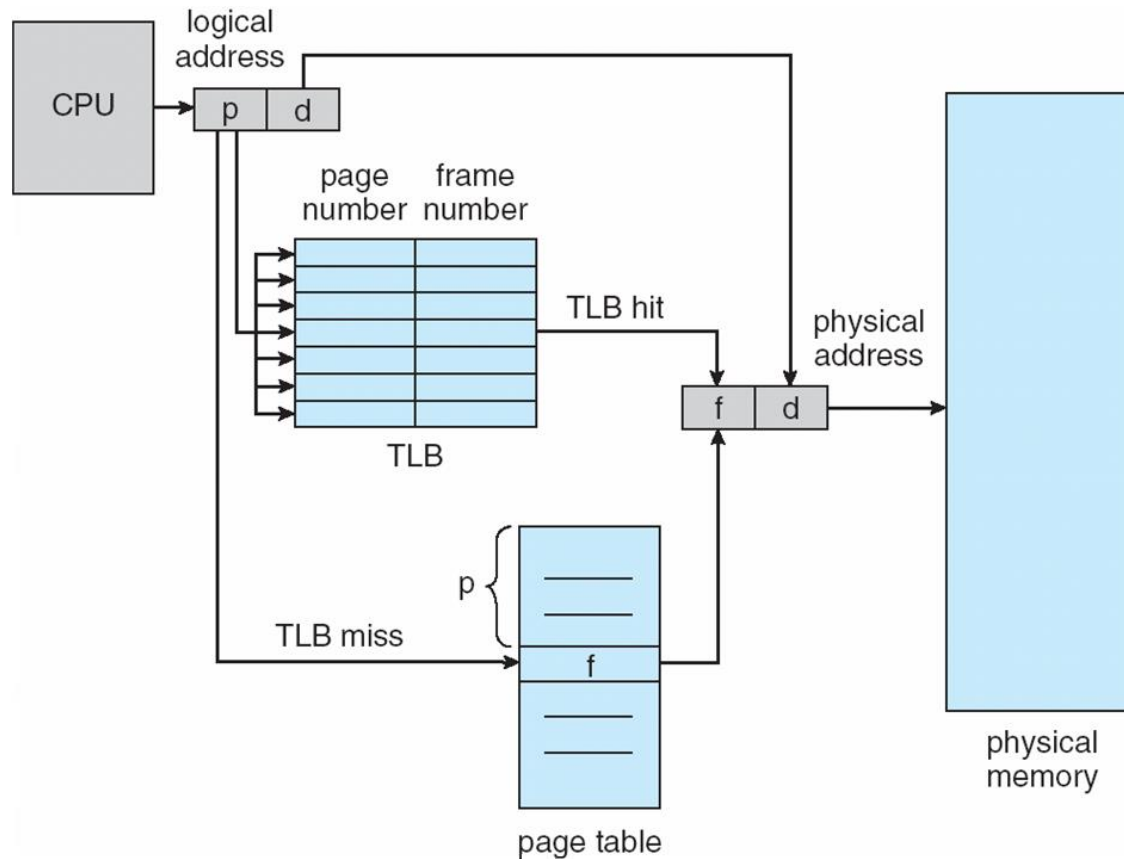 logical
address
CPU
p
d
page
number
frame
number
TLB hit
physical
address
f
d
TLB
p
TLB miss
f
physical
memory
page table